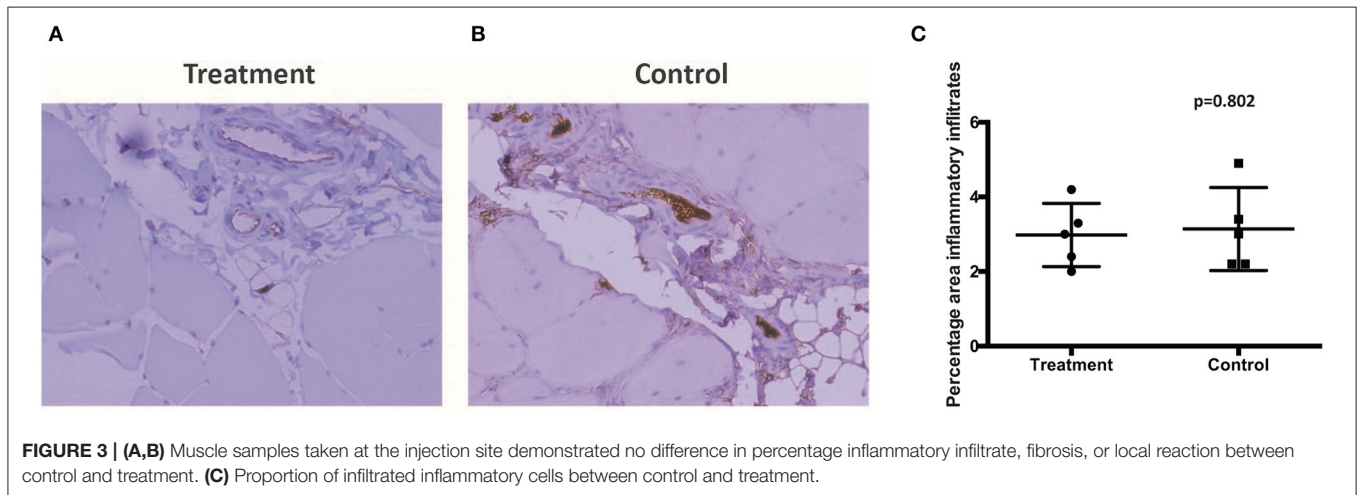 A
B
C
Treatment
Control
p=0.802
Percentage area inflammatory infiltrates
6
4
2
0
Treatment
Control
FIGURE 3 | (A,B) Muscle samples taken at the injection site demonstrated no difference in percentage inflammatory infiltrate, fibrosis, or local reaction between
control and treatment. (C) Proportion of infiltrated inflammatory cells between control and treatment.